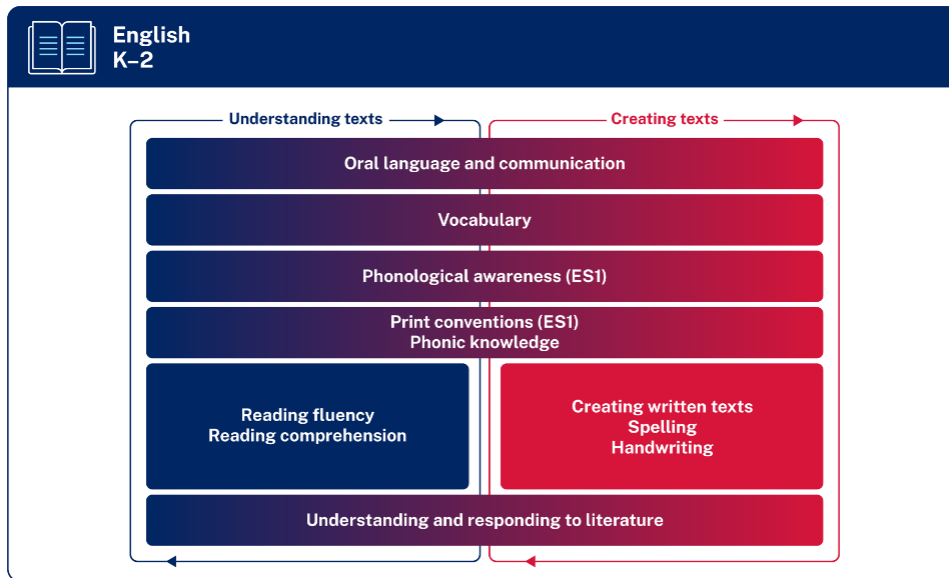 English
K–2
Understanding texts
Creating texts
Oral language and communication
Vocabulary
Phonological awareness (ES1)
Print conventions (ES1)
Phonic knowledge
Reading fluency
Reading comprehension
Creating written texts
Spelling
Handwriting
Understanding and responding to literature